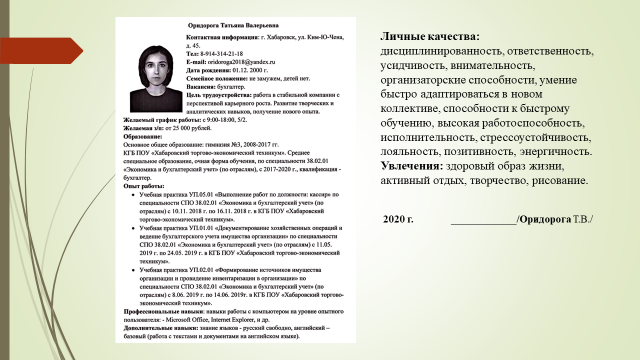 Оридорога Татьяна Валерьевна
Контактная информация: г. Хабаровск, ул. Ким-Ю-Чена,
д. 45.
Тел: 8-914-314-21-18
E-mail: oridoroga2018@yandex.ru
Дата рождения: 01.12. 2000 г.
Семейное положение: не замужем, детей нет.
Вакансия: бухгалтер.
Цель трудоустройства: работа в стабильной компании с
перспективой карьерного роста. Развитие творческих и
аналитических навыков, получение нового опыта.
Желаемый график работы: с 9:00-18:00, 5/2.
Желаемая з/п: от 25 000 рублей.
Образование:
Основное общее образование: гимназия №3, 2008-2017 гг.
КГБ ПОУ «Хабаровский торгово-экономический техникум». Среднее
специальное образование, очная форма обучения, по специальности 38.02.01
«Экономика и бухгалтерский учет» (по отраслям), с 2017-2020 г., квалификация -
бухгалтер.
Опыт работы:
• Учебная практика УП.05.01 «Выполнение работ по должности: кассир» по
специальности СПО 38.02.01 «Экономика и бухгалтерский учет» (по
отраслям) с 10.11. 2018 г. по 16.11. 2018 г. в КГБ ПОУ «Хабаровский
торгово-экономический техникум».
• Учебная практика УП.01.01 «Документирование хозяйственных операций и
ведение бухгалтерского учета имущества организации» по специальности
СПО 38.02.01 «Экономика и бухгалтерский учет» (по отраслям) с 11.05.
2019 г. по 24.05. 2019 г. в КГБ ПОУ «Хабаровский торгово-экономический
техникум».
• Учебная практика УП.02.01 «Формирование источников имущества
организации и проведение инвентаризации в организации» по
специальности СПО 38.02.01 «Экономика и бухгалтерский учет» (по
отраслям) с 8.06. 2019 г. по 14.06. 2019г. в КГБ ПОУ «Хабаровский торгово-
экономический техникум».
Профессиональные навыки: навыки работы с компьютером на уровне опытного
пользователя: - Microsoft Office, Internet Explorer, и др.
Дополнительные навыки: знание языков - русский свободно, английский –
базовый (работа с текстами и документами на английском языке).
Личные качества:
дисциплинированность, ответственность,
усидчивость, внимательность,
организаторские способности, умение
быстро адаптироваться в новом
коллективе, способности к быстрому
обучению, высокая работоспособность,
исполнительность, стрессоустойчивость,
лояльность, позитивность, энергичность.
Увлечения: здоровый образ жизни,
активный отдых, творчество, рисование.
2020 г. _____________/Оридорога Т.В./